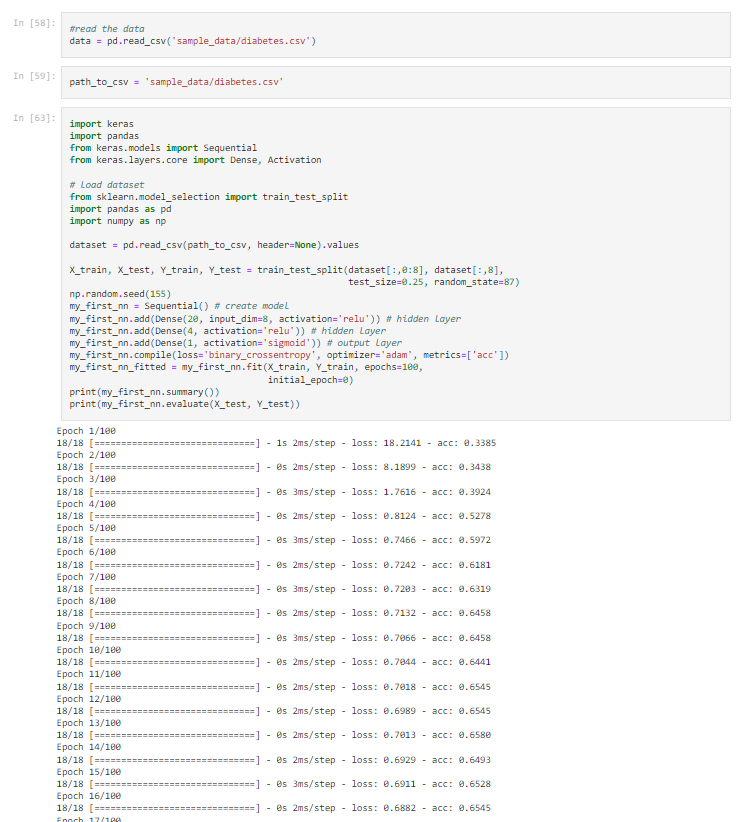 In [58]:
#read the data
data = pd.read_csv('sample_data/diabetes.csv')
In [59]:
path_to_csv = 'sample_data/diabetes.csv'
In [63]:
import keras
import pandas
from keras.models import Sequential
from keras.layers.core import Dense, Activation

# load dataset
from sklearn.model_selection import train_test_split
import pandas as pd
import numpy as np

dataset = pd.read_csv(path_to_csv, header=None).values

X_train, X_test, Y_train, Y_test = train_test_split(dataset[:,0:8], dataset[:,8],
                                                    test_size=0.25, random_state=87)
np.random.seed(155)
my_first_nn = Sequential() # create model
my_first_nn.add(Dense(20, input_dim=8, activation='relu')) # hidden layer
my_first_nn.add(Dense(4, activation='relu')) # hidden layer
my_first_nn.add(Dense(1, activation='sigmoid')) # output layer
my_first_nn.compile(loss='binary_crossentropy', optimizer='adam', metrics=['acc'])
my_first_nn_fitted = my_first_nn.fit(X_train, Y_train, epochs=100,
                                     initial_epoch=0)
print(my_first_nn.summary())
print(my_first_nn.evaluate(X_test, Y_test))
Epoch 1/100
18/18 [==============================] - 1s 2ms/step - loss: 18.2141 - acc: 0.3385
Epoch 2/100
18/18 [==============================] - 0s 2ms/step - loss: 8.1899 - acc: 0.3438
Epoch 3/100
18/18 [==============================] - 0s 3ms/step - loss: 1.7616 - acc: 0.3924
Epoch 4/100
18/18 [==============================] - 0s 2ms/step - loss: 0.8124 - acc: 0.5278
Epoch 5/100
18/18 [==============================] - 0s 3ms/step - loss: 0.7466 - acc: 0.5972
Epoch 6/100
18/18 [==============================] - 0s 2ms/step - loss: 0.7242 - acc: 0.6181
Epoch 7/100
18/18 [==============================] - 0s 3ms/step - loss: 0.7203 - acc: 0.6319
Epoch 8/100
18/18 [==============================] - 0s 2ms/step - loss: 0.7132 - acc: 0.6458
Epoch 9/100
18/18 [==============================] - 0s 3ms/step - loss: 0.7066 - acc: 0.6458
Epoch 10/100
18/18 [==============================] - 0s 2ms/step - loss: 0.7044 - acc: 0.6441
Epoch 11/100
18/18 [==============================] - 0s 2ms/step - loss: 0.7018 - acc: 0.6545
Epoch 12/100
18/18 [==============================] - 0s 2ms/step - loss: 0.6989 - acc: 0.6545
Epoch 13/100
18/18 [==============================] - 0s 2ms/step - loss: 0.7013 - acc: 0.6580
Epoch 14/100
18/18 [==============================] - 0s 2ms/step - loss: 0.6929 - acc: 0.6493
Epoch 15/100
18/18 [==============================] - 0s 3ms/step - loss: 0.6911 - acc: 0.6528
Epoch 16/100
18/18 [==============================] - 0s 2ms/step - loss: 0.6882 - acc: 0.6545
Epoch 17/100